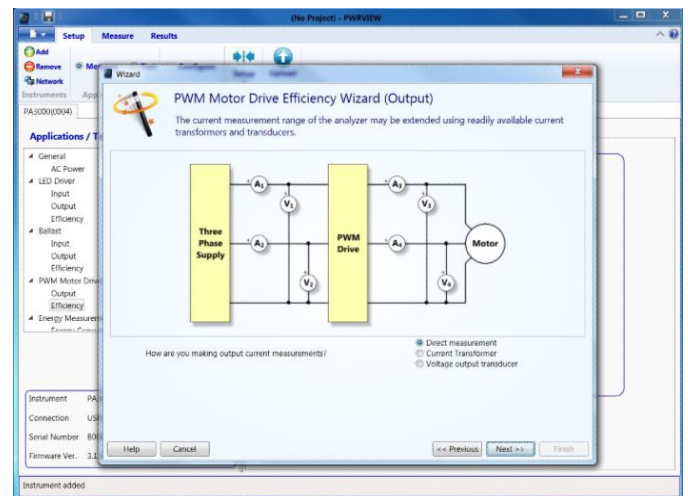 (No Project) - PWRVIEW
Setup Measure Results
Add
Remove
Network
Instruments
PA3000(0004)
Wizard
PWM Motor Drive Efficiency Wizard (Output)
The current measurement range of the analyzer may be extended using readily available current
transformers and transducers.
Applications / T
General
AC Power
LED Driver
Input
Output
Efficiency
Ballast
Input
Output
Efficiency
PWM Motor Driv
Output
Efficiency
Energy Measurem
A1
V1
A3
V3
Three
Phase
Supply
A2
PWM
Drive
A4
Motor
V2
V4
How are you making output current measurements?
Direct measurement
Current Transformer
Voltage output transducer
Instrument PA3
Connection USB
Serial Number B0
Firmware Ver. 3.1
Help Cancel << Previous Next >> Finish
Instrument added